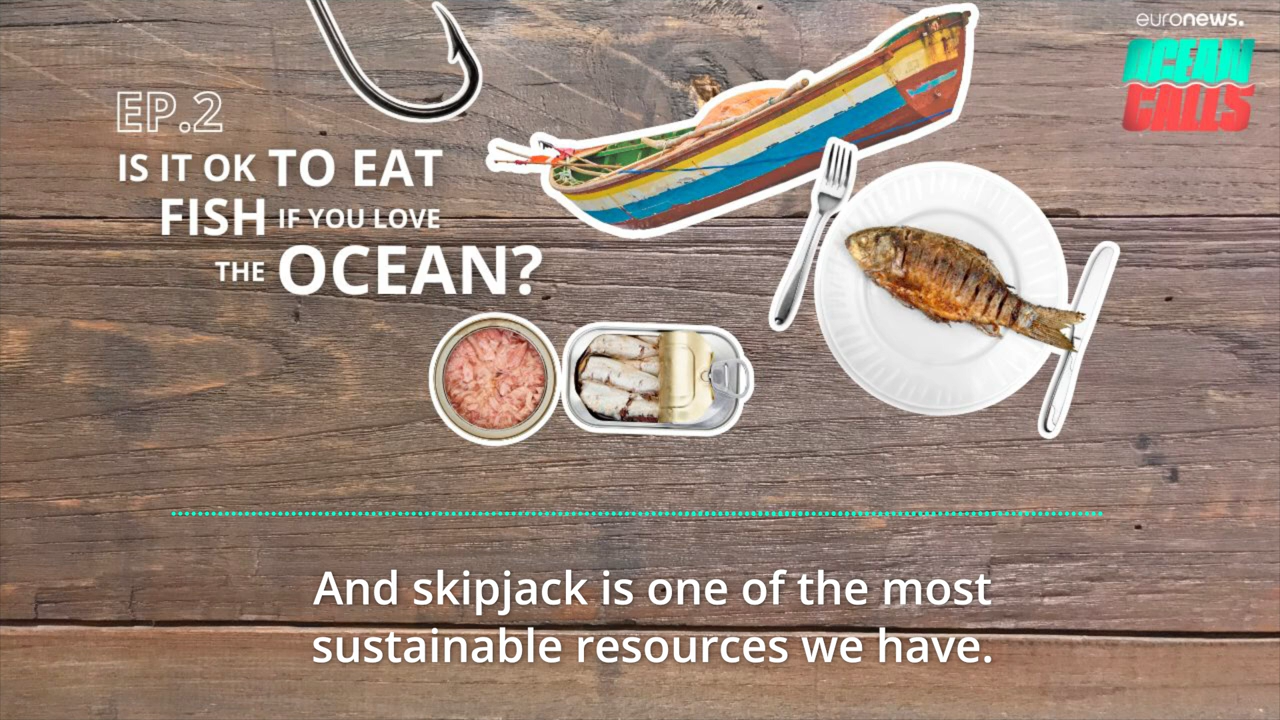 euronews.
OCEAN
CALLS
EP.2
IS IT OK TO EAT
FISH IF YOU LOVE
THE OCEAN?
And skipjack is one of the most
sustainable resources we have.